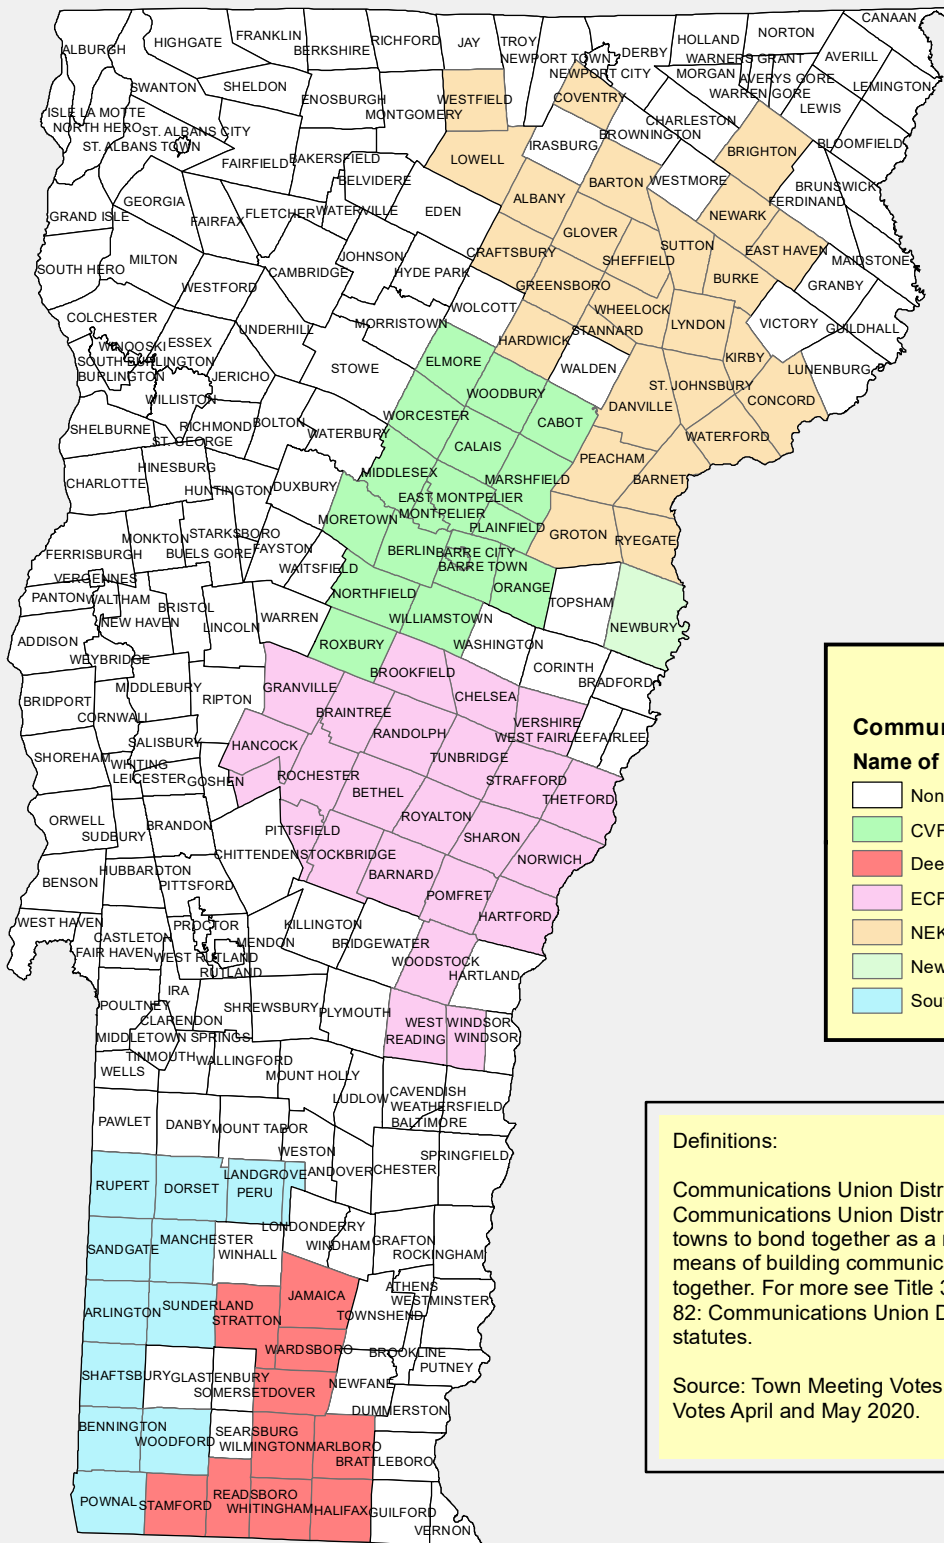 CANAAN
NORTON
FRANKLIN
HOLLAND
RICHFORD
JAY
TROY
HIGHGATE
ALBURGH
BERKSHIRE
DERBY
NEWPORT TOWN
WARNERS GRANT
AVERILL
NEWPORT CITY
MORGAN
AVERYS GORE
SWANTON
SHELDON
LEMINGTON
WARREN GORE
ENOSBURGH
WESTFIELD
COVENTRY
LEWIS
ISLE LA MOTTE
MONTGOMERY
CHARLESTON
NORTH HERO
ST. ALBANS CITY
BROWNINGTON
ST. ALBANS TOWN
IRASBURG
BLOOMFIELD
BRIGHTON
FAIRFIELD
BAKERSFIELD
LOWELL
BELVIDERE
BARTON
WESTMORE
BRUNSWICK
GEORGIA
ALBANY
FERDINAND
GRAND ISLE
FAIRFAX
FLETCHER
WATERVILLE
EDEN
NEWARK
GLOVER
SUTTON
CRAFTSBURY
EAST HAVEN
JOHNSON
MILTON
SHEFFIELD
MAIDSTONE
SOUTH HERO
CAMBRIDGE
HYDE PARK
BURKE
WESTFORD
GREENSBORO
GRANBY
WOLCOTT
WHEELOCK
COLCHESTER
MORRISTOWN
LYNDON
VICTORY
GUILDHALL
UNDERHILL
STANNARD
WINOOSKI
ESSEX
HARDWICK
KIRBY
SOUTH BURLINGTON
ELMORE
STOWE
WALDEN
LUNENBURG
BURLINGTON
JERICHO
ST. JOHNSBURY
WOODBURY
WILLISTON
CONCORD
DANVILLE
WORCESTER
CABOT
SHELBURNE
RICHMOND
BOLTON
WATERBURY
WATERFORD
ST. GEORGE
CALAIS
PEACHAM
HINESBURG
MIDDLESEX
MARSHFIELD
BARNET
CHARLOTTE
HUNTINGTON
DUXBURY
EAST MONTPELIER
MONTPELIER
MORETOWN
PLAINFIELD
STARKSBORO
GROTON
RYEGATE
MONKTON
FAYSTON
BERLIN
BARRE CITY
FERRISBURGH
BUELS GORE
BARRE TOWN
WAITSFIELD
VERGENNES
ORANGE
NORTHFIELD
PANTON
WALTHAM
TOPSHAM
BRISTOL
WARREN
WILLIAMSTOWN
NEW HAVEN
LINCOLN
NEWBURY
ADDISON
ROXBURY
WASHINGTON
WEYBRIDGE
BROOKFIELD
CORINTH
BRADFORD
MIDDLEBURY
GRANVILLE
CHELSEA
BRIDPORT
RIPTON
CORNWALL
BRAINTREE
VERSHIRE
RANDOLPH
WEST FAIRLEE
FAIRLEE
SALISBURY
HANCOCK
SHOREHAM
WHITING
TUNBRIDGE
LEICESTER
GOSHEN
ROCHESTER
STRAFFORD
BETHEL
THETFORD
ORWELL
BRANDON
ROYALTON
SUDBURY
PITTSFIELD
SHARON
CHITTENDEN
STOCKBRIDGE
NORWICH
HUBBARDTON
BENSON
PITTSFORD
BARNARD
POMFRET
WEST HAVEN
PROCTOR
KILLINGTON
HARTFORD
CASTLETON
MENDON
BRIDGEWATER
FAIR HAVEN
WEST RUTLAND
WOODSTOCK
RUTLAND
HARTLAND
IRA
POULTNEY
SHREWSBURY
PLYMOUTH
CLARENDON
WEST WINDSOR
WINDSOR
MIDDLETOWN SPRINGS
READING
TINMOUTH
WALLINGFORD
WELLS
MOUNT HOLLY
CAVENDISH
LUDLOW
WEATHERSFIELD
PAWLET
DANBY
MOUNT TABOR
BALTIMORE
WESTON
SPRINGFIELD
ANDOVER
CHESTER
LANDGROVE
RUPERT
DORSET
PERU
LONDONDERRY
MANCHESTER
GRAFTON
SANDGATE
WINHALL
WINDHAM
ROCKINGHAM
JAMAICA
ATHENS
ARLINGTON
SUNDERLAND
WESTMINSTER
STRATTON
TOWNSHEND
WARDSBORO
BROOKLINE
SHAFTSBURY
GLASTENBURY
PUTNEY
SOMERSET
DOVER
NEWFANE
DUMMERSTON
BENNINGTON
SEARSBURG
WOODFORD
WILMINGTON
MARLBORO
BRATTLEBORO
POWNAL
STAMFORD
READSBORO
WHITINGHAM
HALIFAX
GUILFORD
VERNON
Commun
Name of
Non
CVF
Dee
ECF
NEK
New
Sout
Definitions:
Communications Union Distr
Communications Union Distr
towns to bond together as a
means of building communic
together. For more see Title 3
82: Communications Union D
statutes.
Source: Town Meeting Votes
Votes April and May 2020.